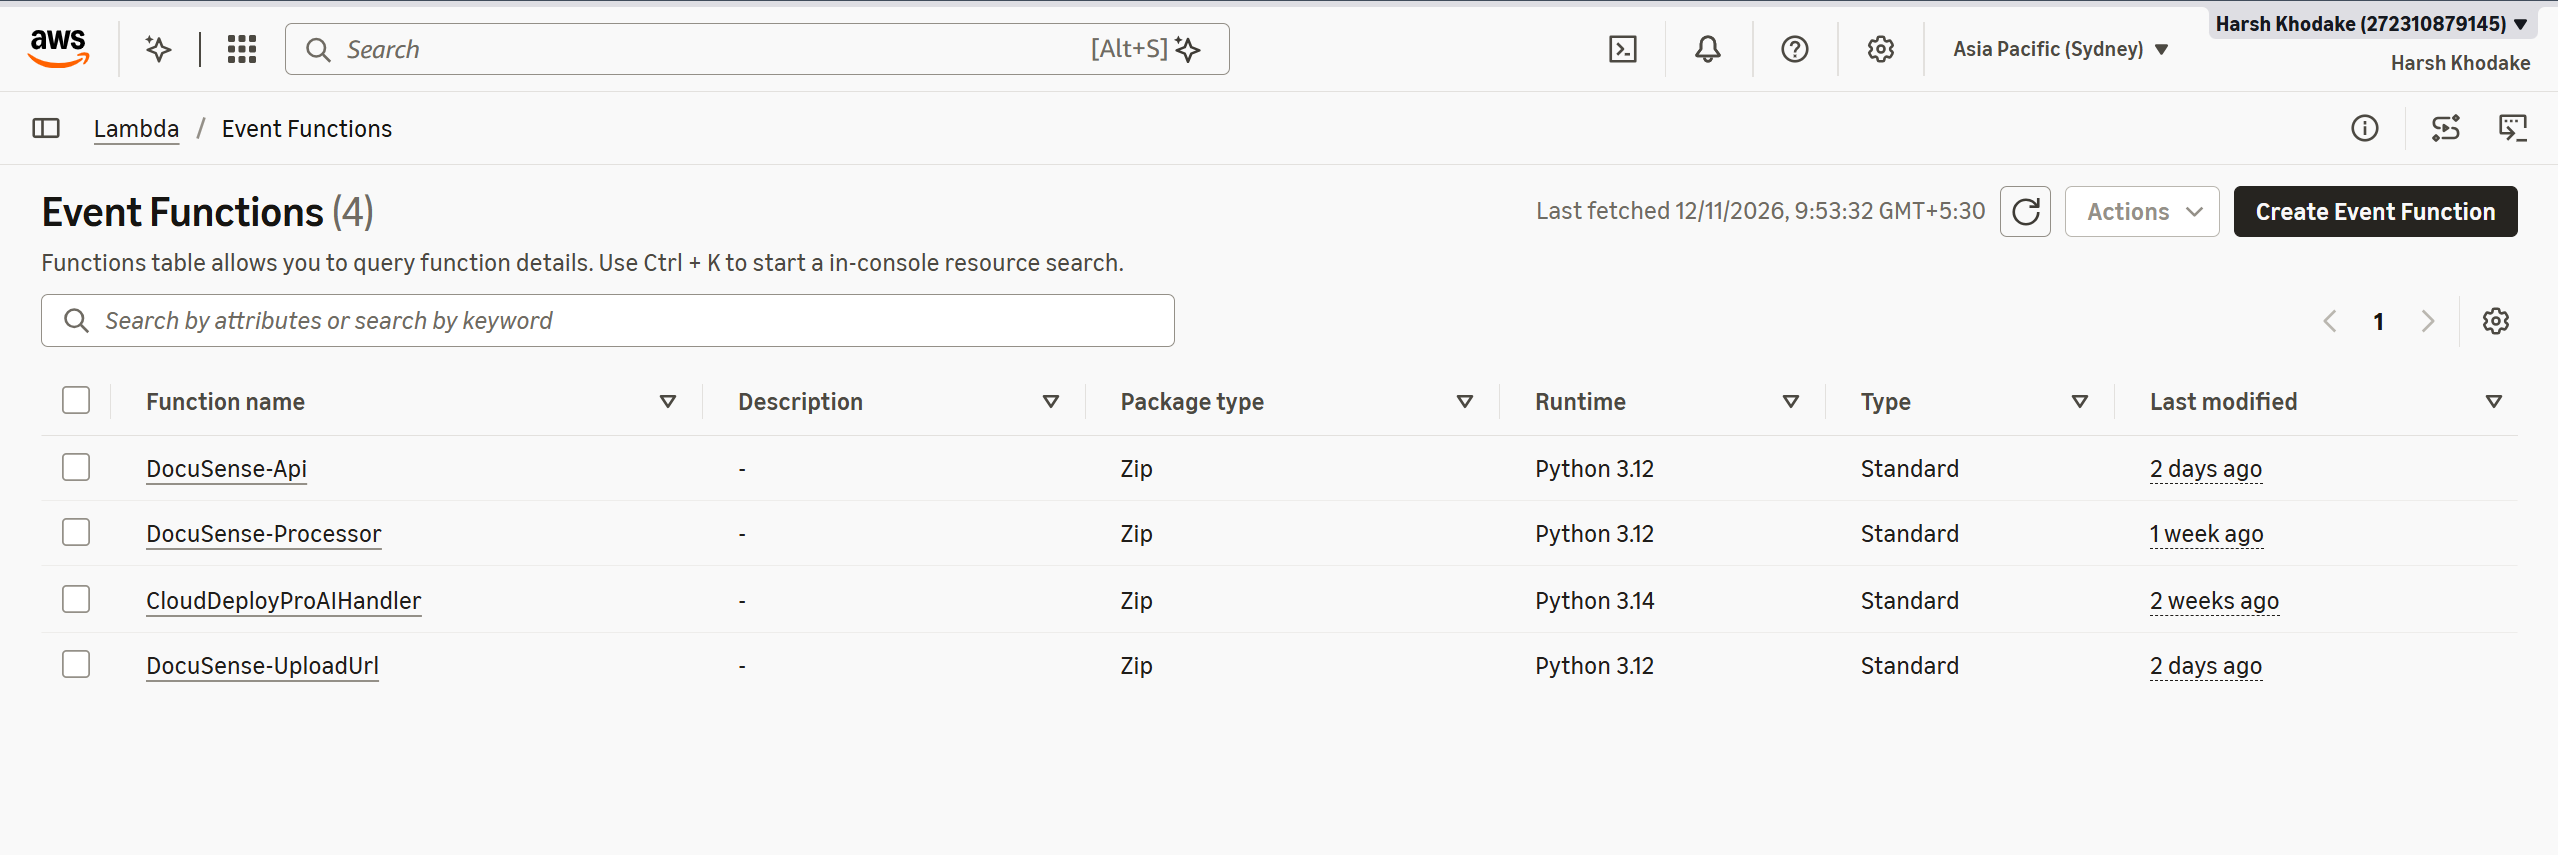 aws
Search [Alt+S]
Asia Pacific (Sydney)
Harsh Khodake (272310879145)
Harsh Khodake
Lambda / Event Functions
Event Functions (4)
Last fetched 12/11/2026, 9:53:32 GMT+5:30
Actions
Create Event Function
Functions table allows you to query function details. Use Ctrl + K to start a in-console resource search.
Search by attributes or search by keyword
1
Function name Description Package type Runtime Type Last modified
DocuSense-Api - Zip Python 3.12 Standard 2 days ago
DocuSense-Processor - Zip Python 3.12 Standard 1 week ago
CloudDeployProAIHandler - Zip Python 3.14 Standard 2 weeks ago
DocuSense-UploadUrl - Zip Python 3.12 Standard 2 days ago